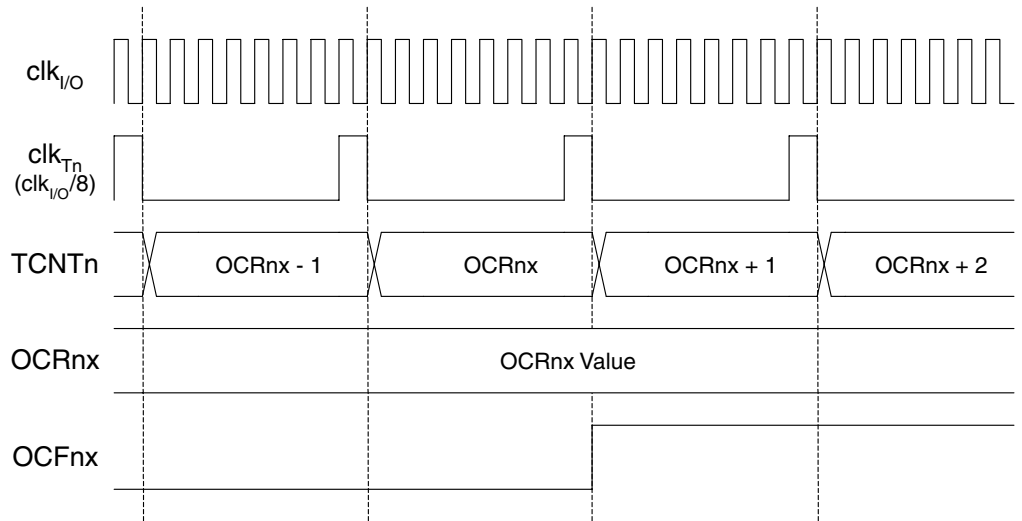 clkI/O
clkTn
(clkI/O/8)
TCNTn
OCRnx - 1
OCRnx
OCRnx + 1
OCRnx + 2
OCRnx
OCRnx Value
OCFnx